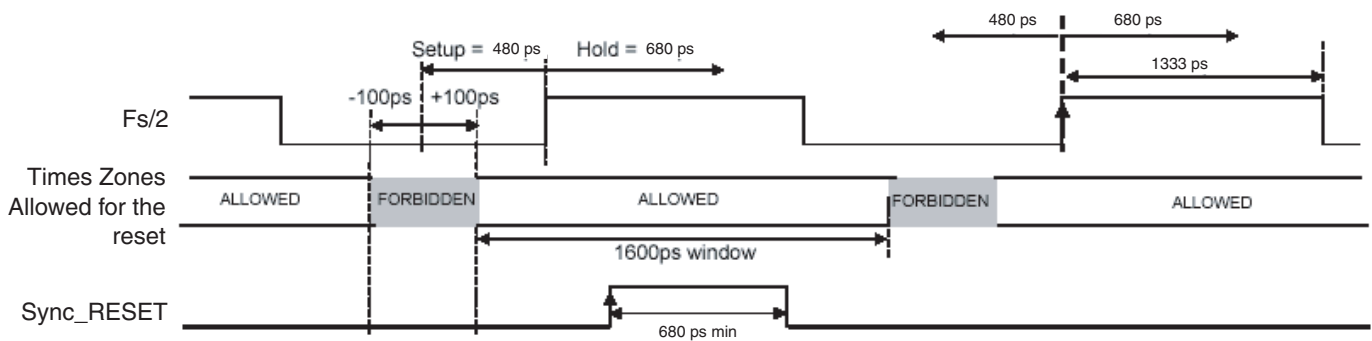 480 ps 680 ps
Setup = 480 ps Hold = 680 ps
1333 ps
-100ps +100ps
Fs/2
Times Zones
Allowed for the
reset
ALLOWED FORBIDDEN ALLOWED FORBIDDEN ALLOWED
1600ps window
Sync_RESET
680 ps min